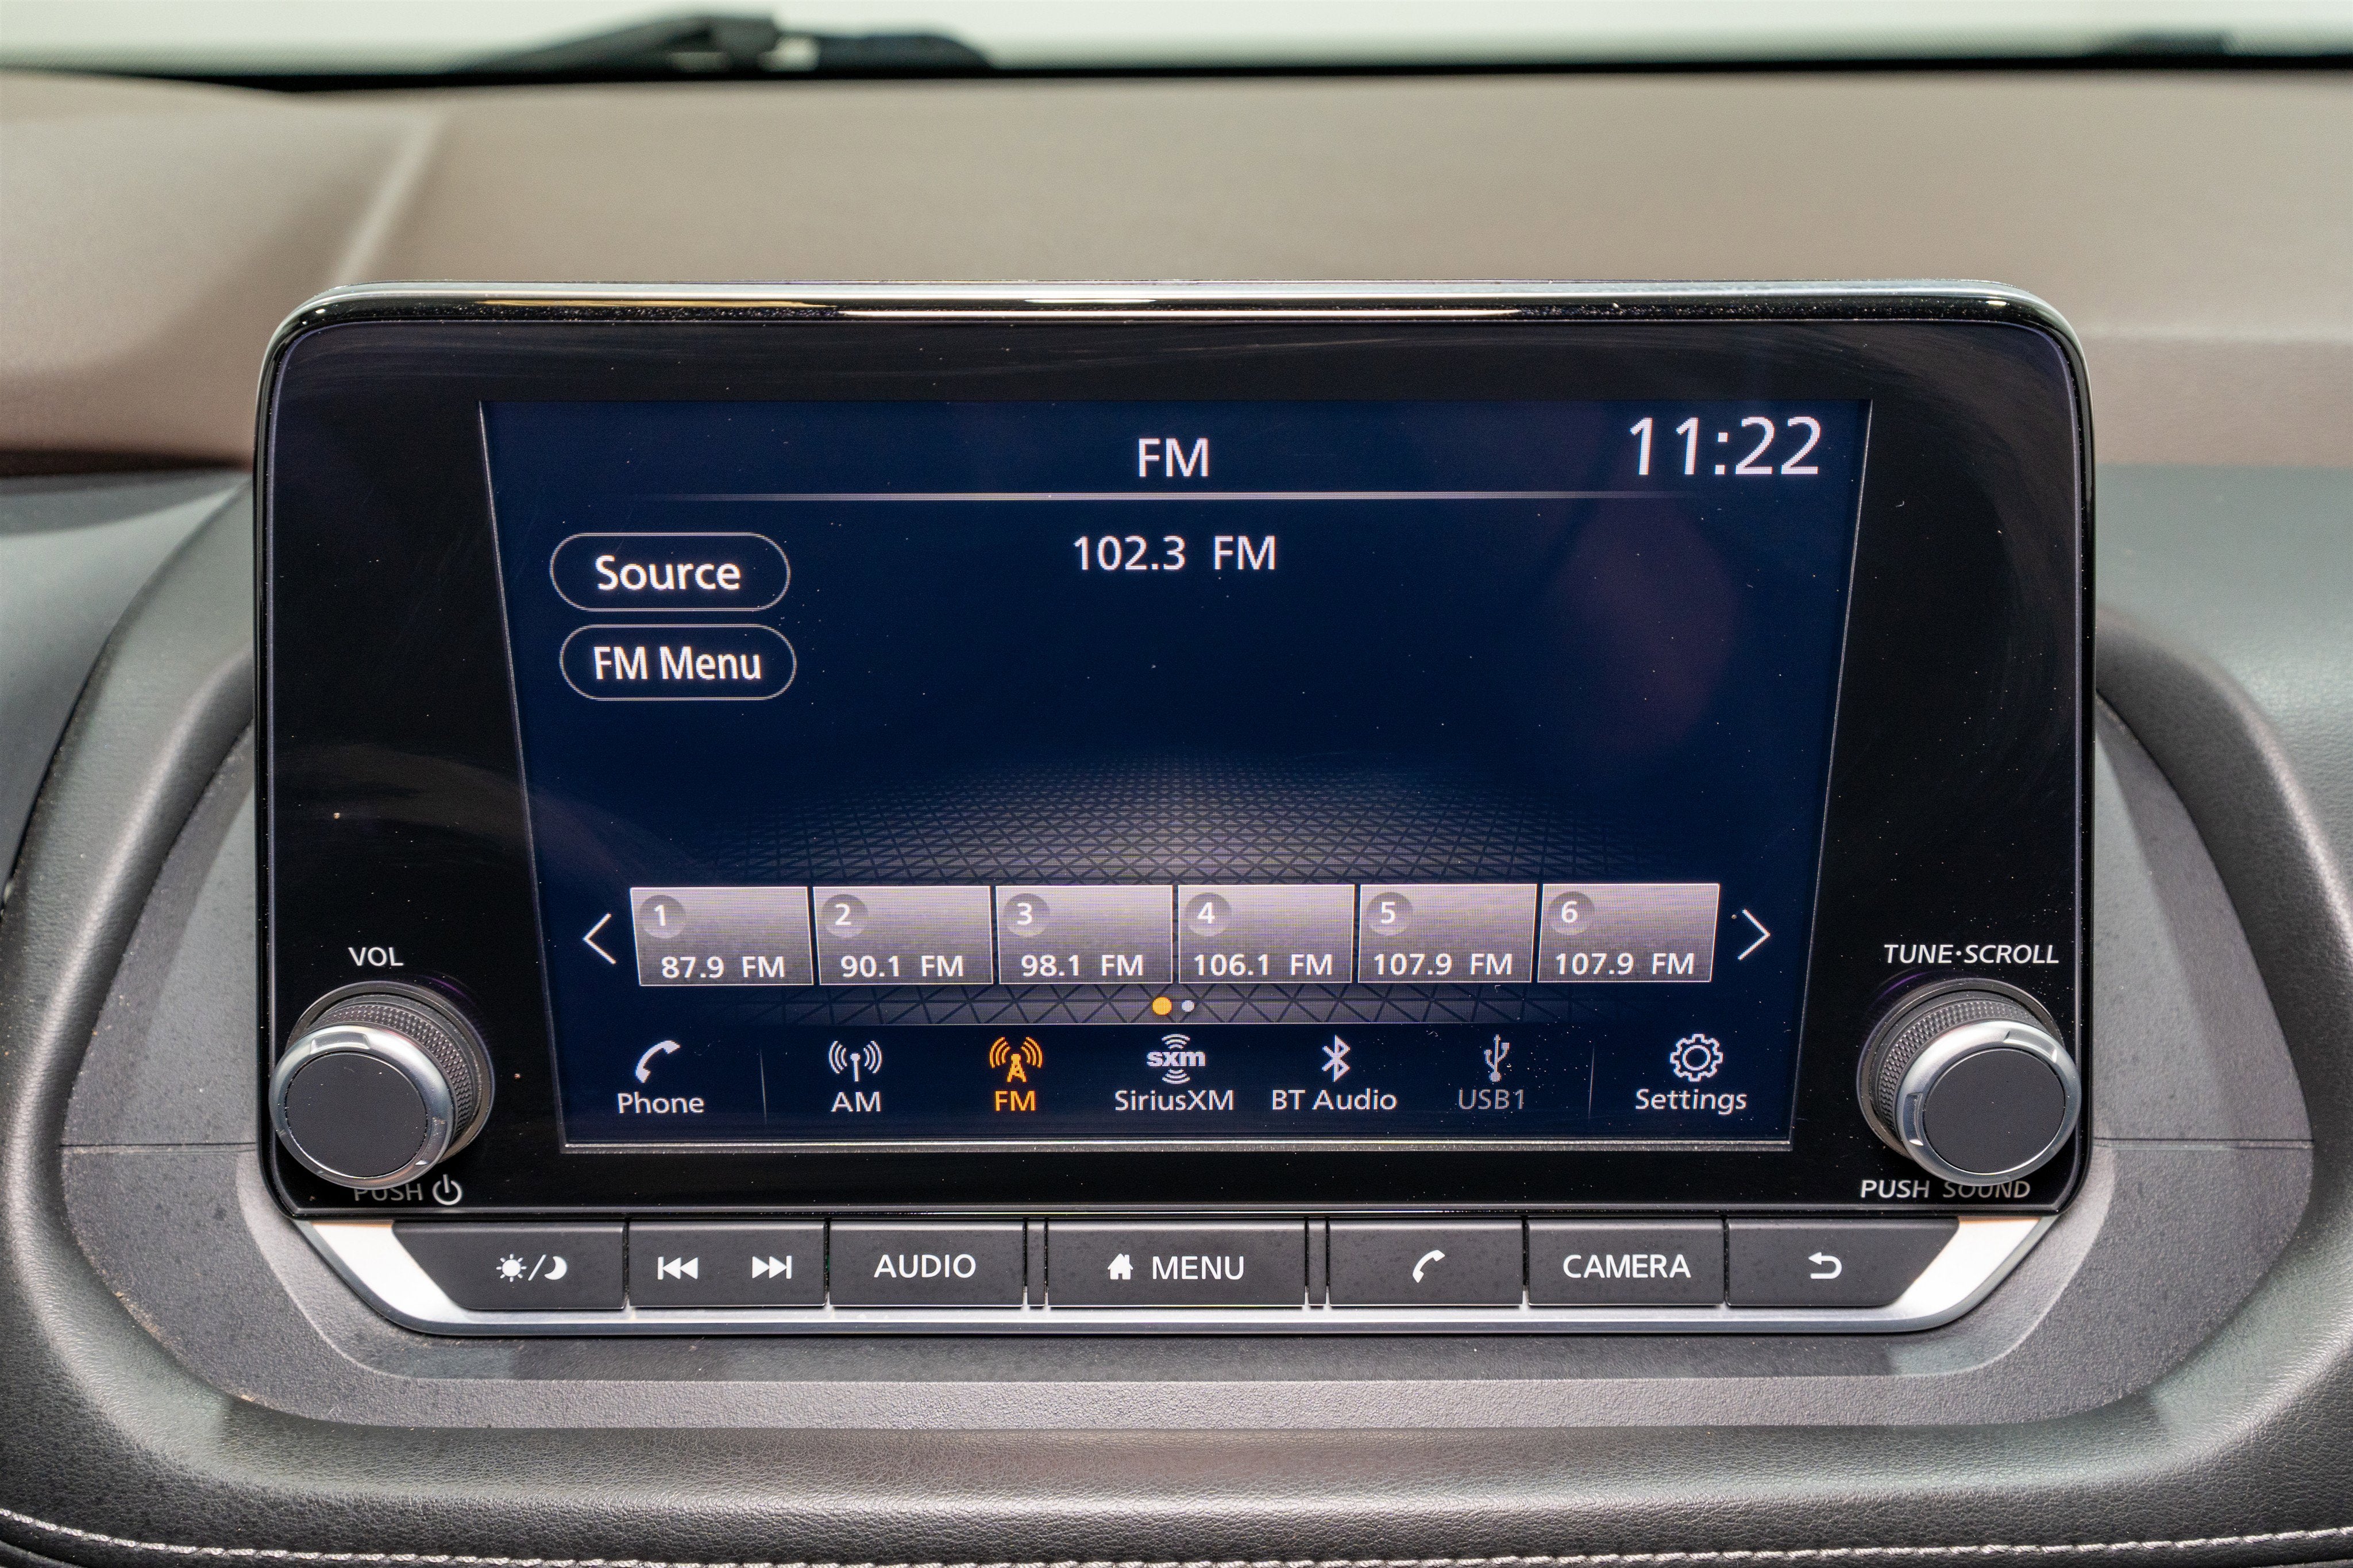 FM
11:22
102.3 FM
Source
FM Menu
1 2 3 4 5 6
87.9 FM 90.1 FM 98.1 FM 106.1 FM 107.9 FM 107.9 FM
VOL
TUNE·SCROLL
sxm
Phone AM FM SiriusXM BT Audio USB1 Settings
PUSH
PUSH SOUND
AUDIO MENU CAMERA